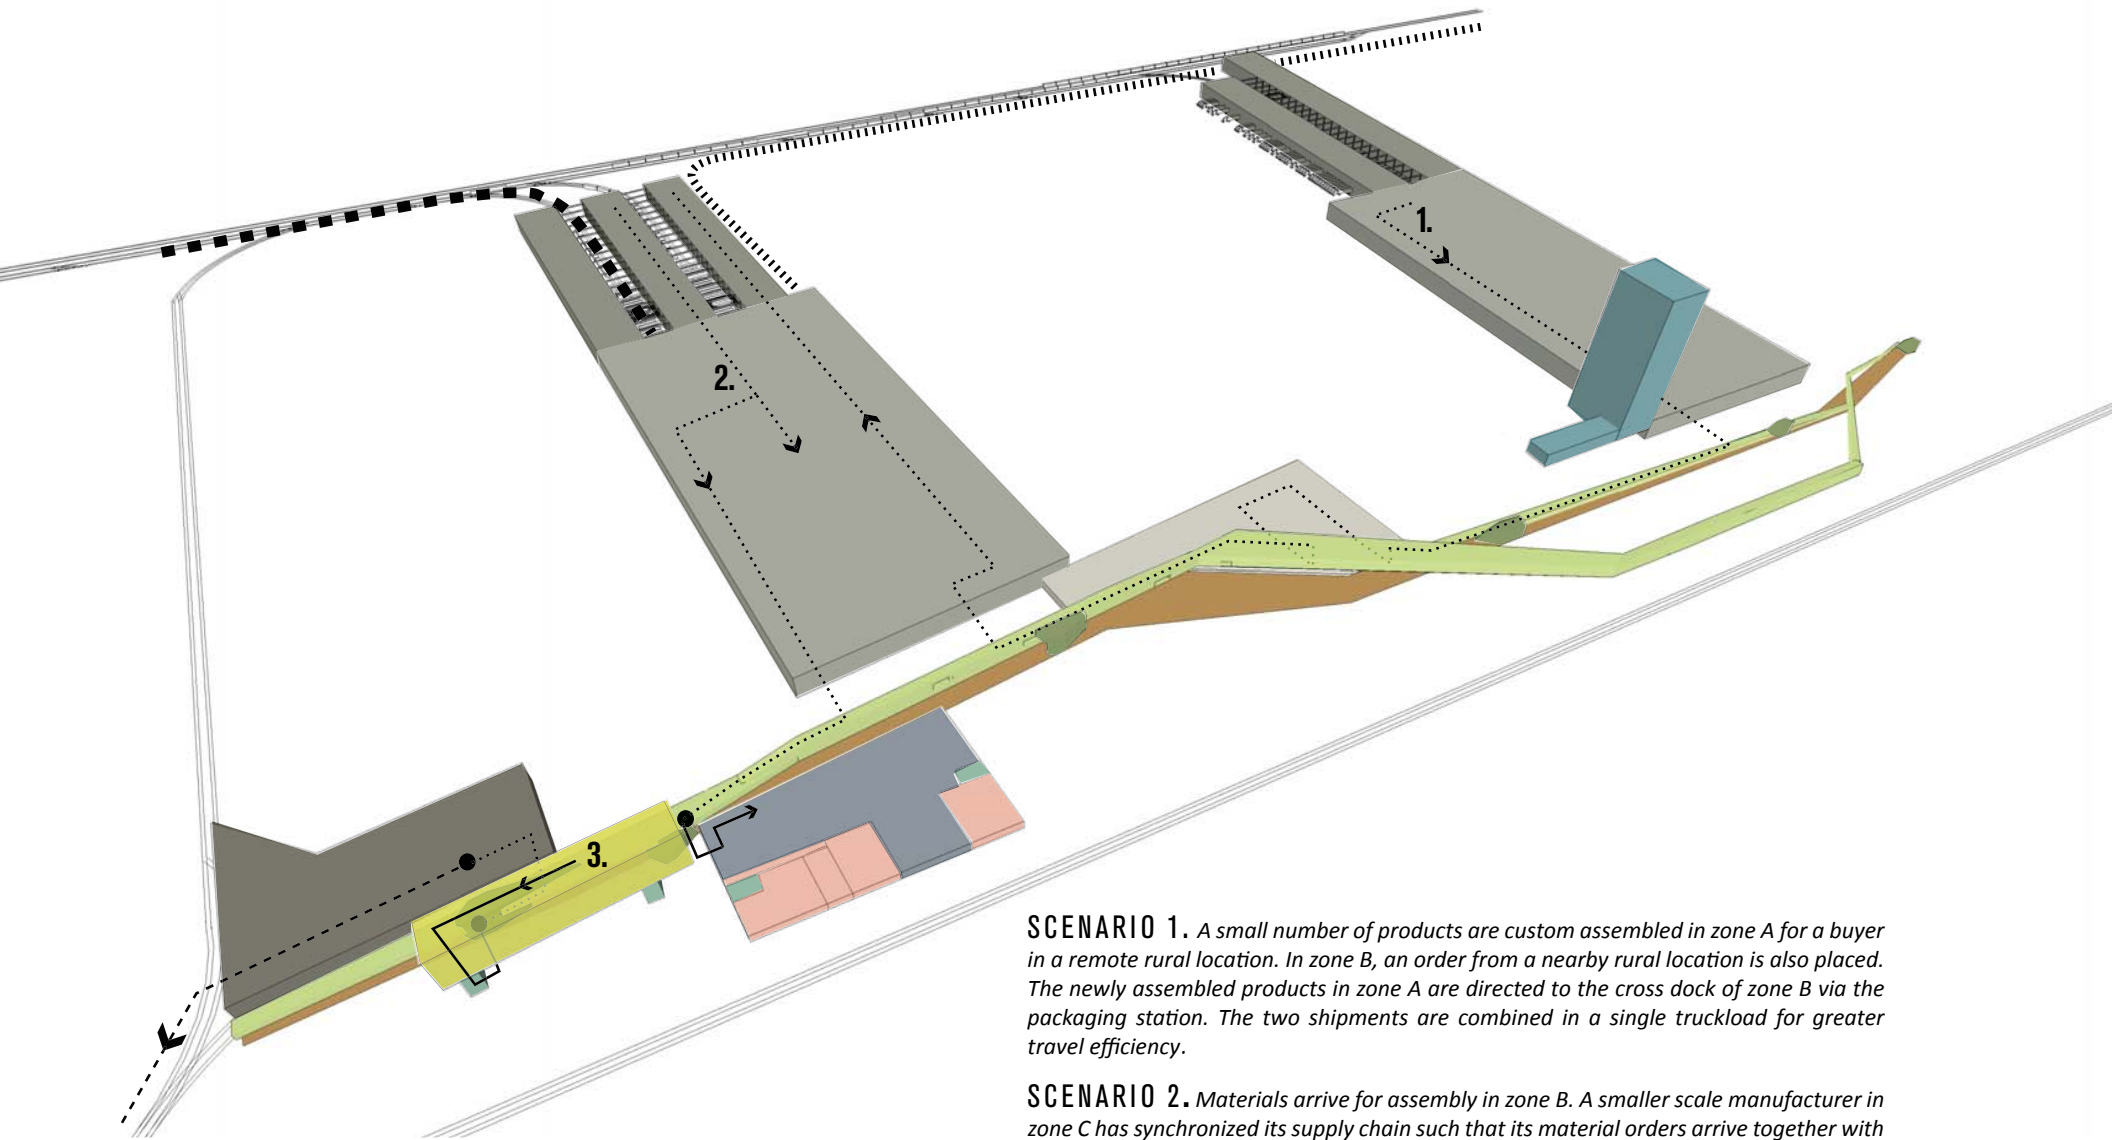 1.
2.
3.
SCENARIO 1. A small number of products are custom assembled in zone A for a buyer
in a remote rural location. In zone B, an order from a nearby rural location is also placed.
The newly assembled products in zone A are directed to the cross dock of zone B via the
packaging station. The two shipments are combined in a single truckload for greater
travel efficiency.
SCENARIO 2. Materials arrive for assembly in zone B. A smaller scale manufacturer in
zone C has synchronized its supply chain such that its material orders arrive together with